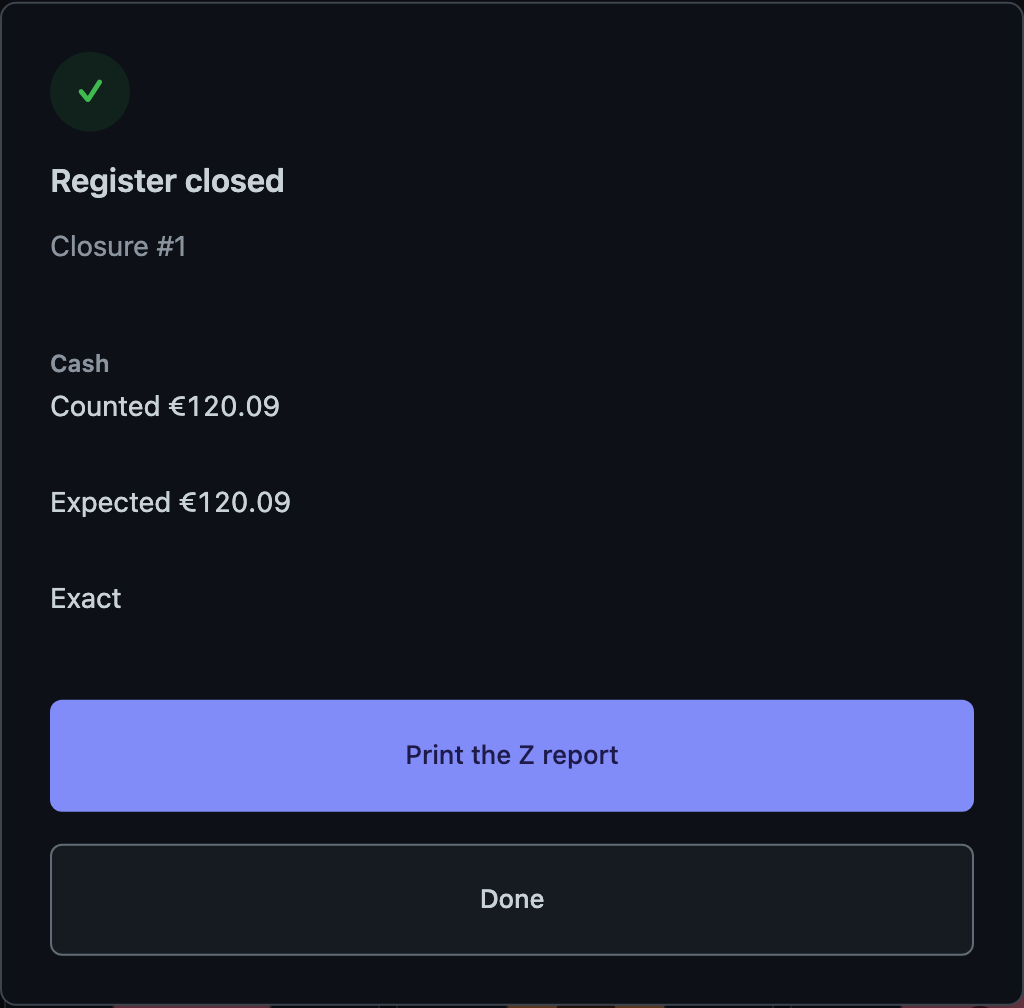 Register closed
Closure #1
Cash
Counted €120.09
Expected €120.09
Exact
Print the Z report
Done